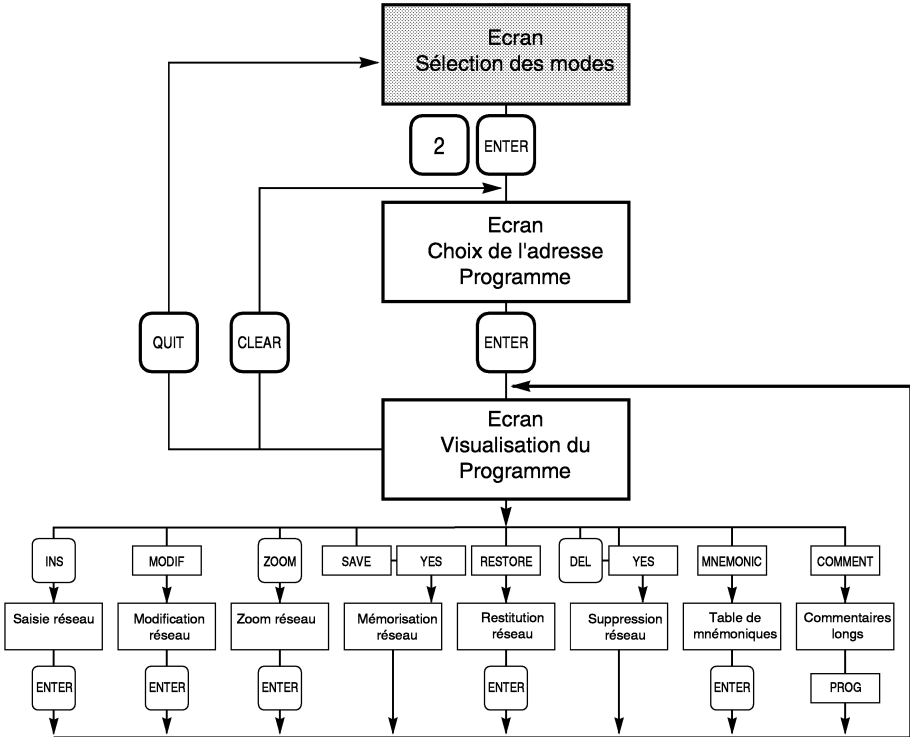 Ecran
Sélection des modes
2
ENTER
Ecran
Choix de l'adresse
Programme
QUIT
CLEAR
ENTER
Ecran
Visualisation du
Programme
INS
MODIF
ZOOM
SAVE
YES
RESTORE
DEL
YES
MNEMONIC
COMMENT
Saisie réseau
Modification
réseau
Zoom réseau
Mémorisation
réseau
Restitution
réseau
Suppression
réseau
Table de
mnémoniques
Commentaires
longs
ENTER
ENTER
ENTER
ENTER
ENTER
PROG